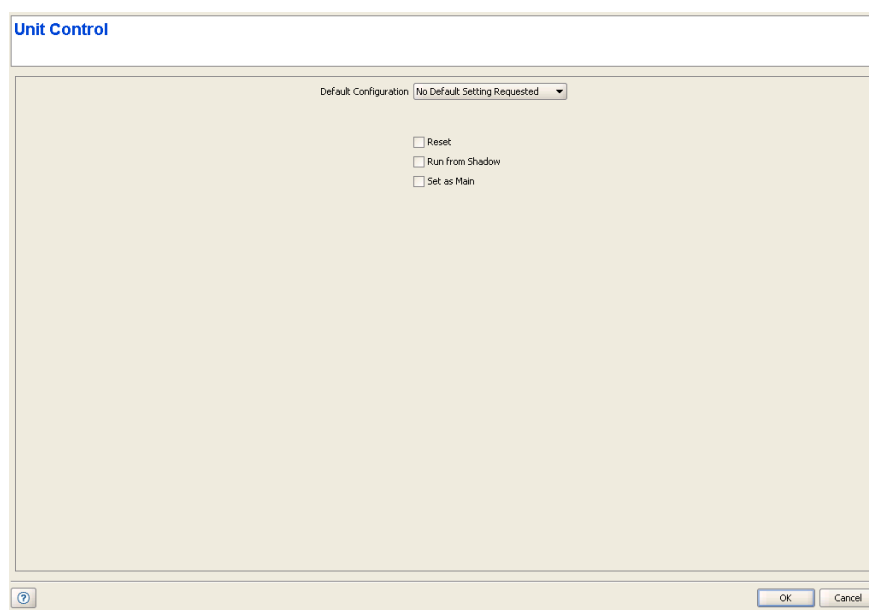 Unit Control
Default Configuration No Default Setting Requested
Reset
Run from Shadow
Set as Main
? OK Cancel